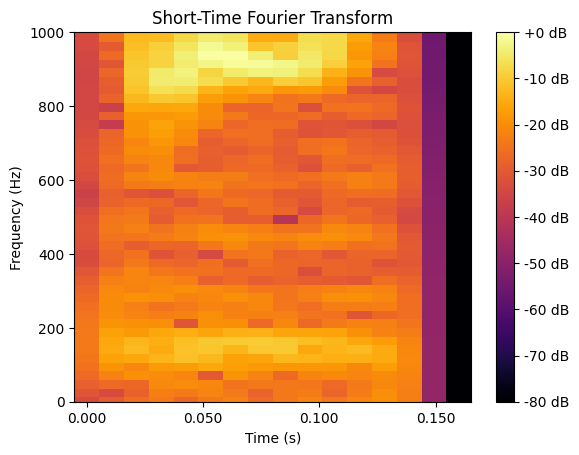 Short-Time Fourier Transform
1000
800
600
400
200
0
Frequency (Hz)
0.000
0.050
0.100
0.150
Time (s)
+0 dB
-10 dB
-20 dB
-30 dB
-40 dB
-50 dB
-60 dB
-70 dB
-80 dB